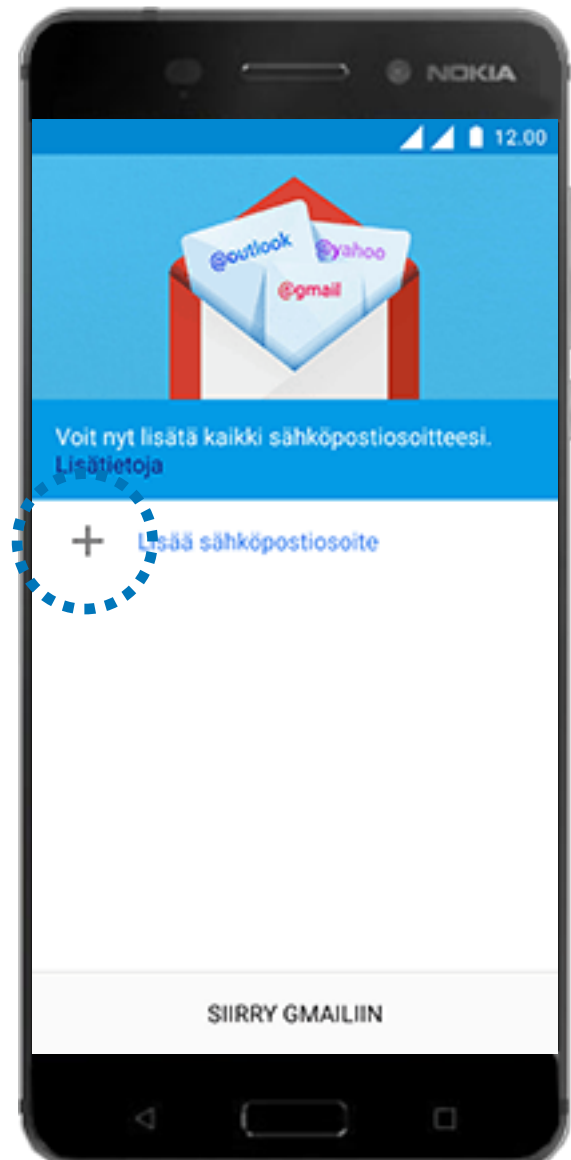 NOKIA
12.00
@outlook
@yahoo
@gmail
Voit nyt lisätä kaikki sähköpostiosoitteesi.
Lisätietoja
Lisää sähköpostiosoite
SIIRRY GMAILIIN